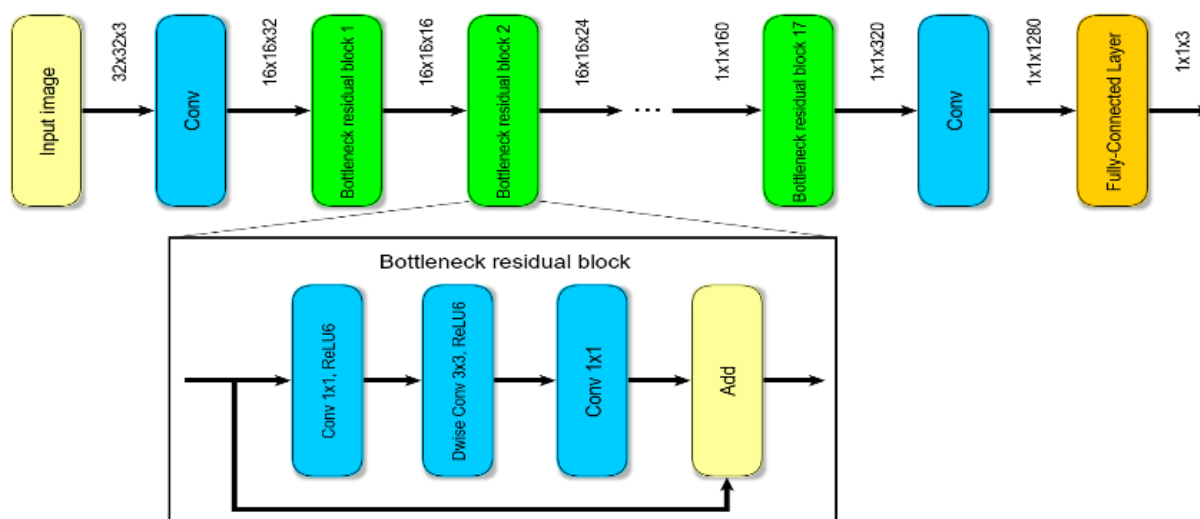 Input image
32x32x3
Conv
16x16x32
Bottleneck residual block 1
16x16x16
Bottleneck residual block 2
16x16x24
...
1x1x160
Bottleneck residual block 17
1x1x320
Conv
1x1x1280
Fully-Connected Layer
1x1x3
Bottleneck residual block
Conv 1x1, ReLU6
Dwise Conv 3x3, ReLU6
Conv 1x1
Add